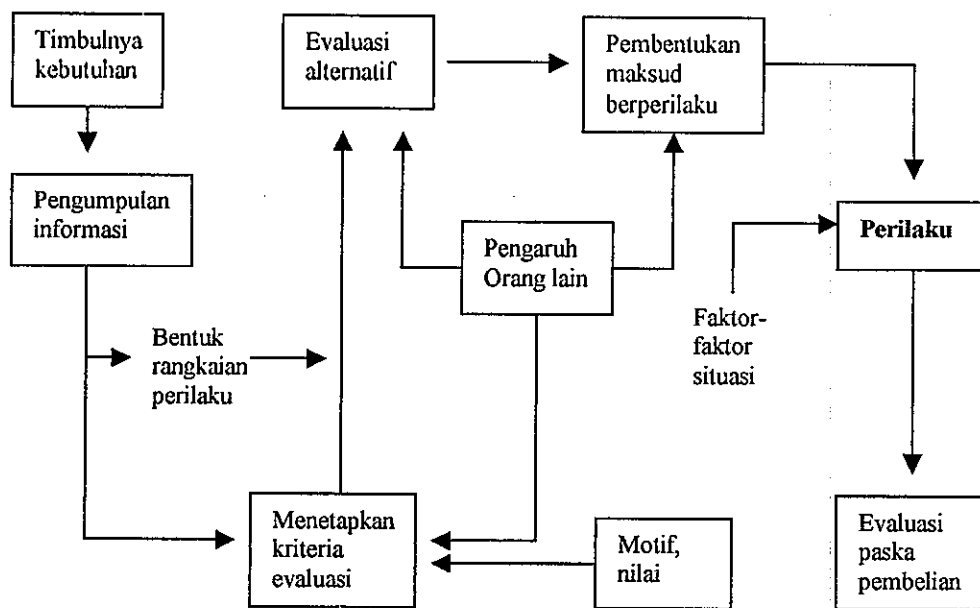 Timbulnya
kebutuhan
Evaluasi
alternatif
Pembentukan
maksud
berperilaku
Pengumpulan
informasi
Pengaruh
Orang lain
Perilaku
Bentuk
rangkaian
perilaku
Faktor-
faktor
situasi
Menetapkan
kriteria
evaluasi
Motif,
nilai
Evaluasi
paska
pembelian